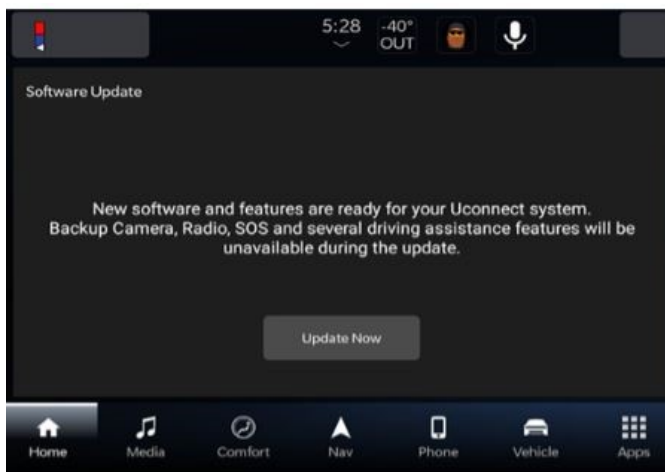 5:28
-40°
OUT
Software Update
New software and features are ready for your Uconnect system.
Backup Camera, Radio, SOS and several driving assistance features will be
unavailable during the update.
Update Now
Home
Media
Comfort
Nav
Phone
Vehicle
Apps